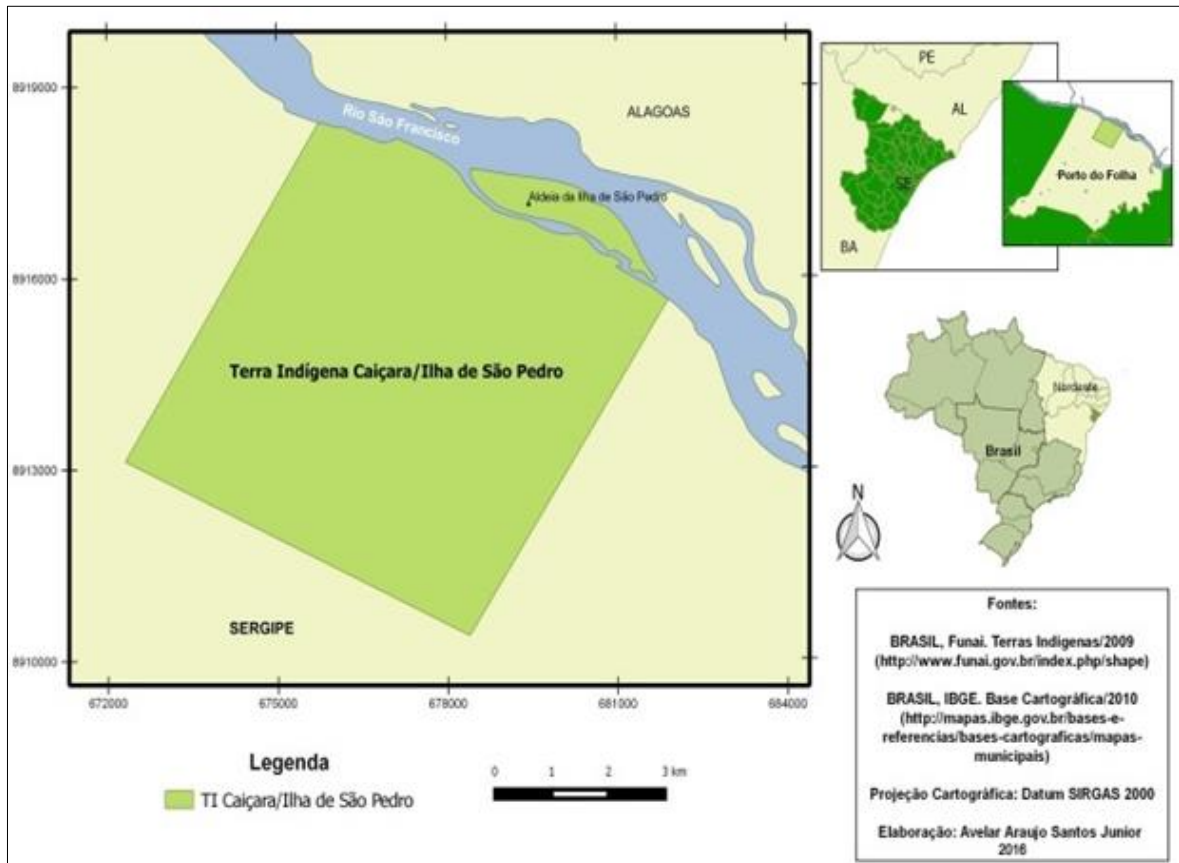 8919000
8916000
8913000
8910000
672000
675000
678000
681000
684000
Rio São Francisco
ALAGOAS
Aldeia da Ilha de São Pedro
Terra Indígena Caiçara/Ilha de São Pedro
SERGIPE
PE
AL
SE
BA
Porto do Folha
Nordeste
Brasil
N
Legenda
TI Caiçara/Ilha de São Pedro
0 1 2 3 km
Fontes:
BRASIL, Funai. Terras Indígenas/2009
(http://www.funai.gov.br/index.php/shape)
BRASIL, IBGE. Base Cartográfica/2010
(http://mapas.ibge.gov.br/bases-e-
referencias/bases-cartograficas/mapas-
municipais)
Projeção Cartográfica: Datum SIRGAS 2000
Elaboração: Avelar Araujo Santos Junior
2016